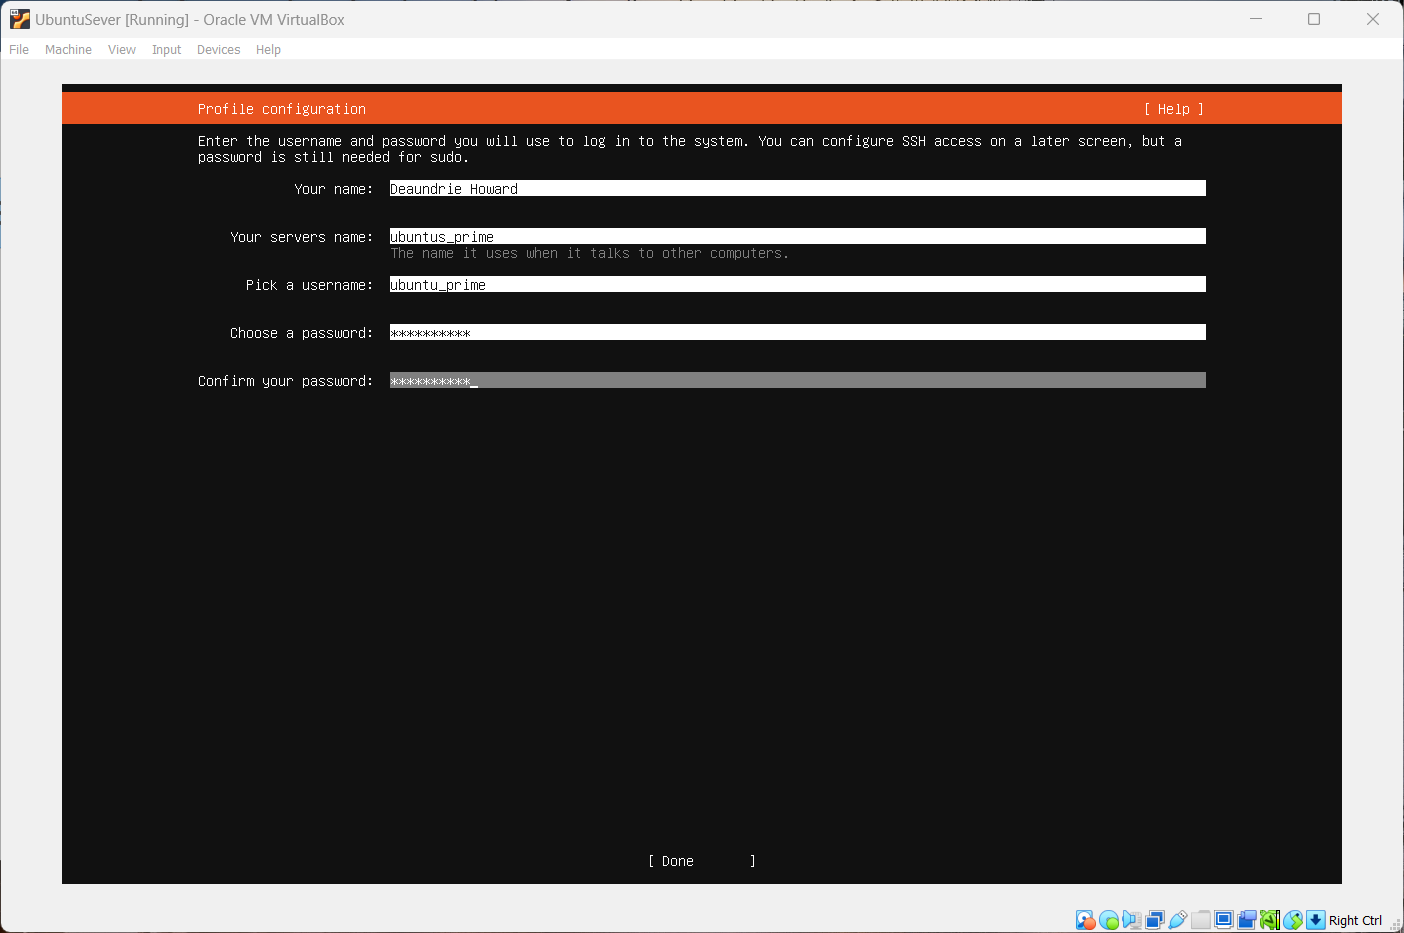 UbuntuSever [Running] - Oracle VM VirtualBox
File Machine View Input Devices Help
Profile configuration [ Help ]
Enter the username and password you will use to log in to the system. You can configure SSH access on a later screen, but a
password is still needed for sudo.
Your name: Deaundrie Howard
Your servers name: ubuntus_prime
The name it uses when it talks to other computers.
Pick a username: ubuntu_prime
Choose a password: **********
Confirm your password: **********_
[ Done ]
Right Ctrl